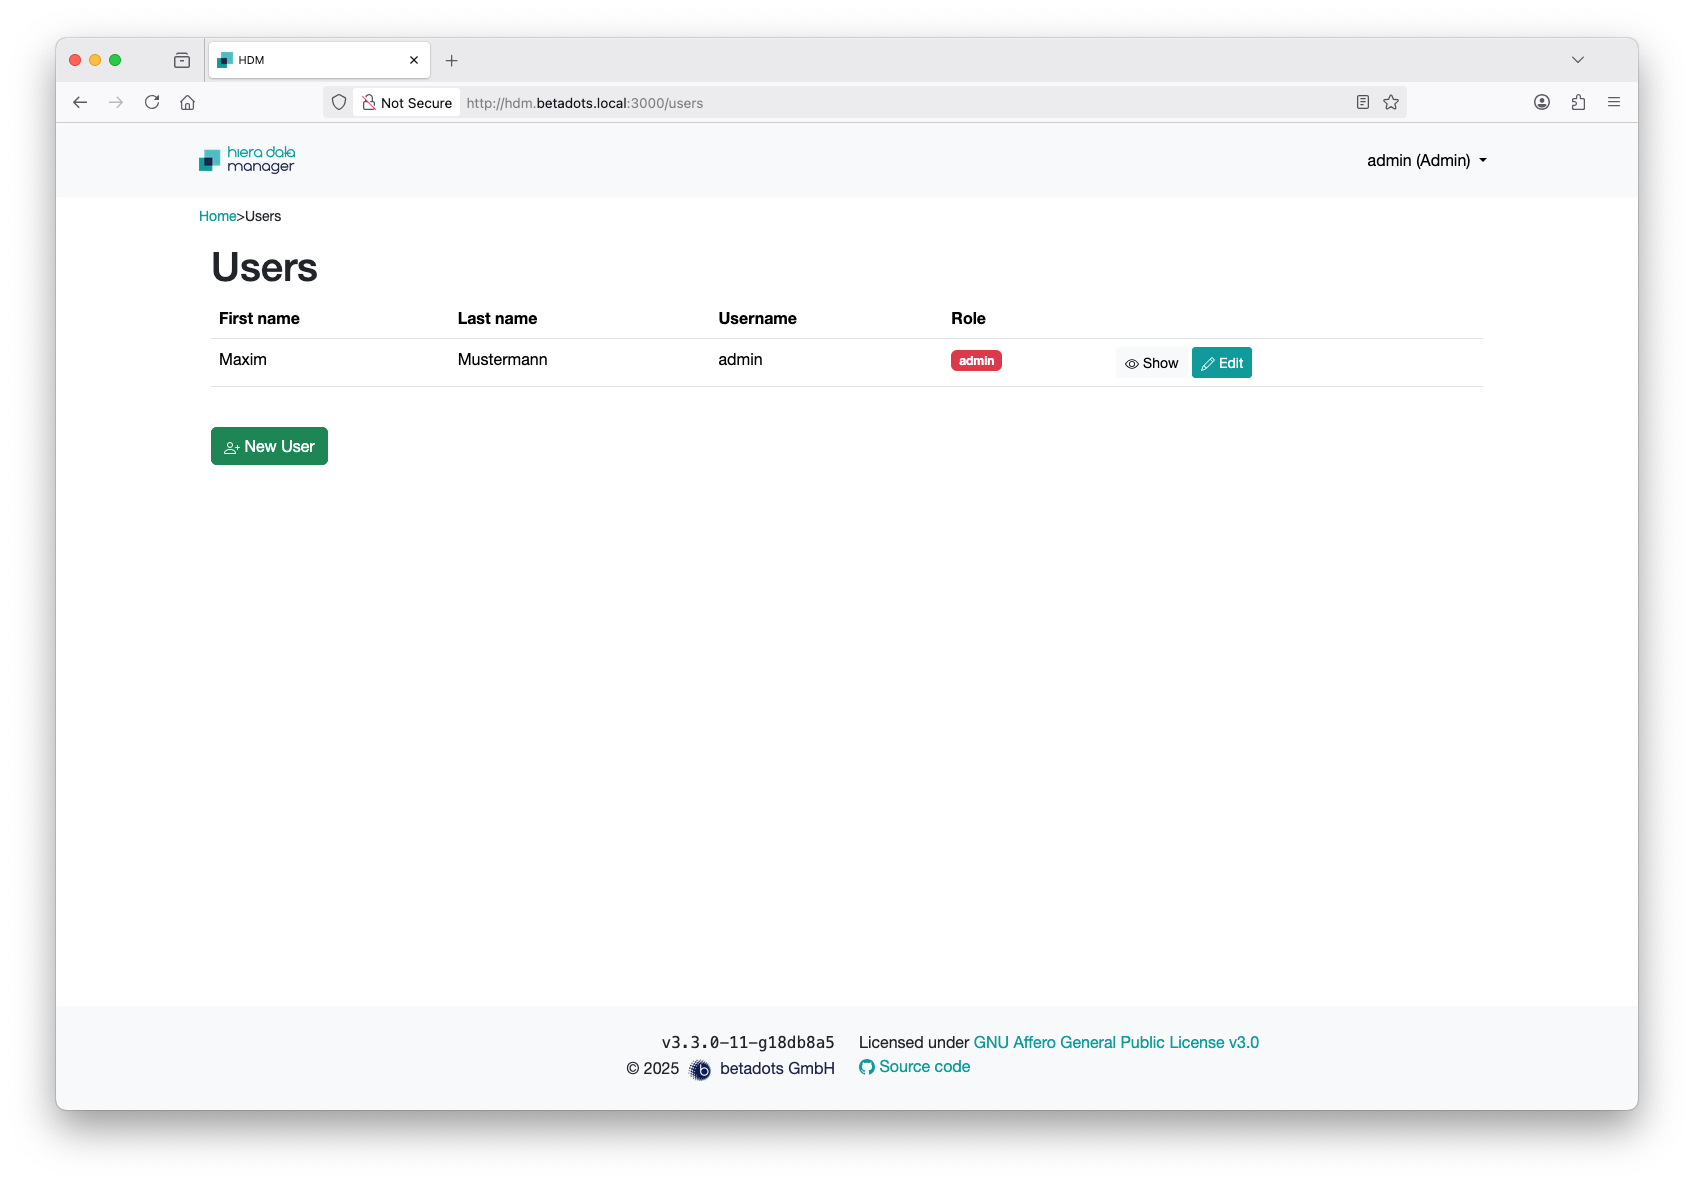 HDM
Not Secure http://hdm.betadots.local:3000/users
hiera data
manager
admin (Admin)
Home>Users
Users
First name Last name Username Role
Maxim Mustermann admin admin Show Edit
New User
v3.3.0-11-g18db8a5 Licensed under GNU Affero General Public License v3.0
© 2025 b betadots GmbH Source code